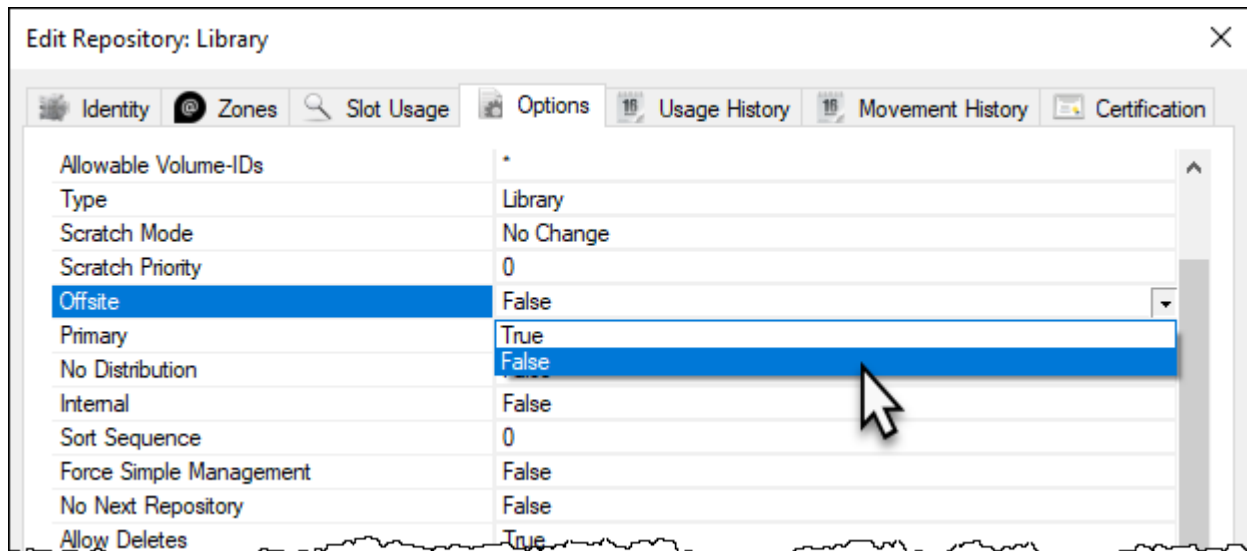 Edit Repository: Library
Identity Zones Slot Usage Options Usage History Movement History Certification
Allowable Volume-IDs *
Type Library
Scratch Mode No Change
Scratch Priority 0
Offsite False
Primary True
False
No Distribution
Internal False
Sort Sequence 0
Force Simple Management False
No Next Repository False
Allow Deletes True